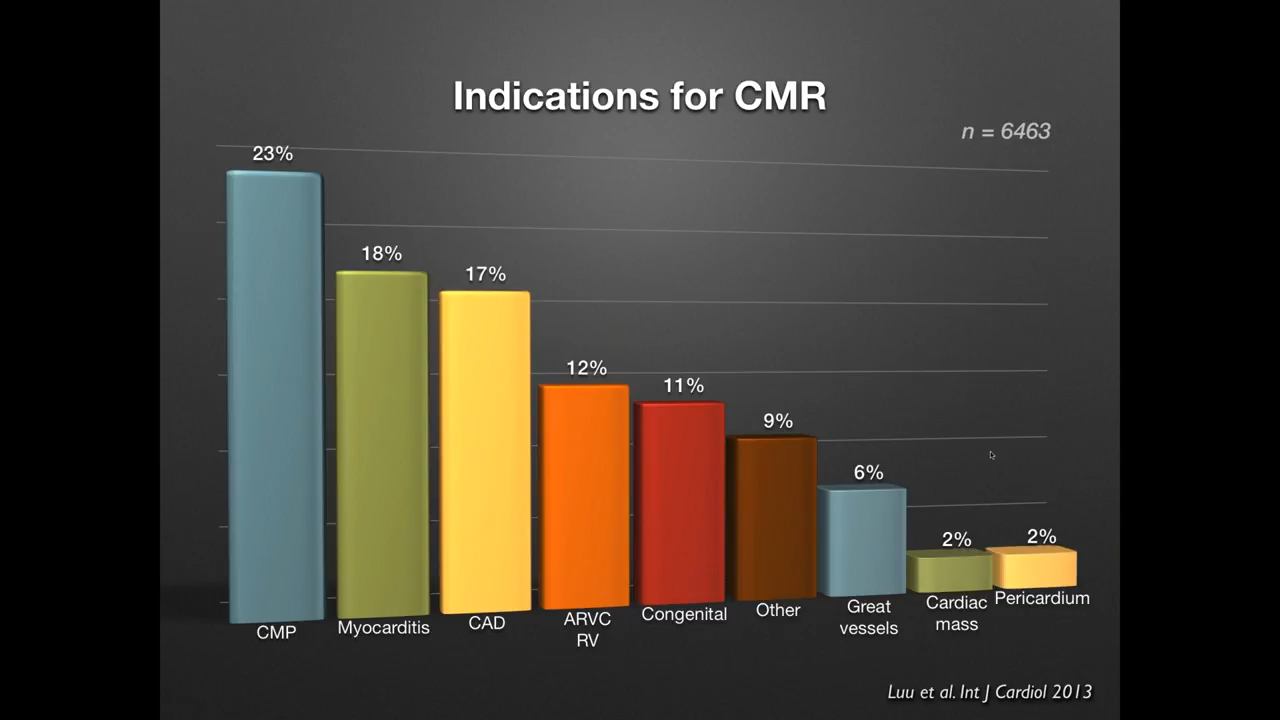 Indications for CMR
n = 6463
23%
18%
17%
12%
11%
9%
6%
2%
2%
CMP
Myocarditis
CAD
ARVC
RV
Congenital
Other
Great
vessels
Cardiac
mass
Pericardium
Luu et al. Int J Cardiol 2013